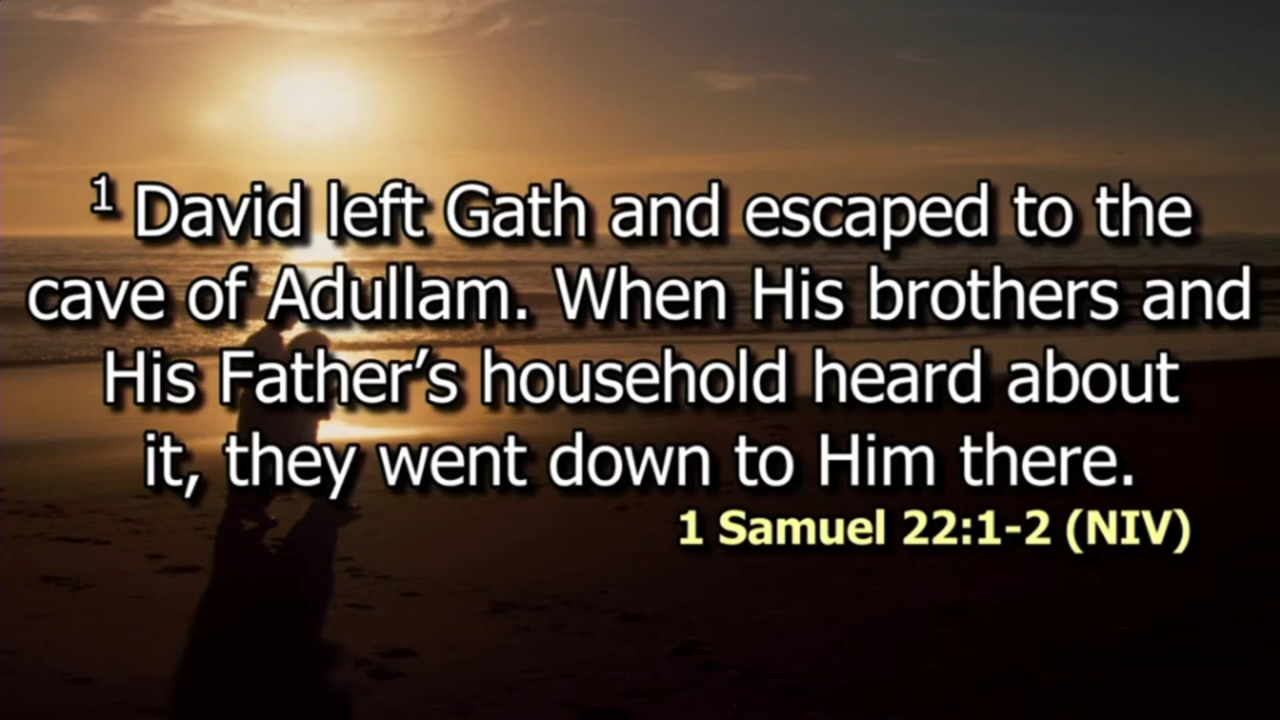 1 David left Gath and escaped to the
cave of Adullam. When His brothers and
His Father’s household heard about
it, they went down to Him there.
1 Samuel 22:1-2 (NIV)